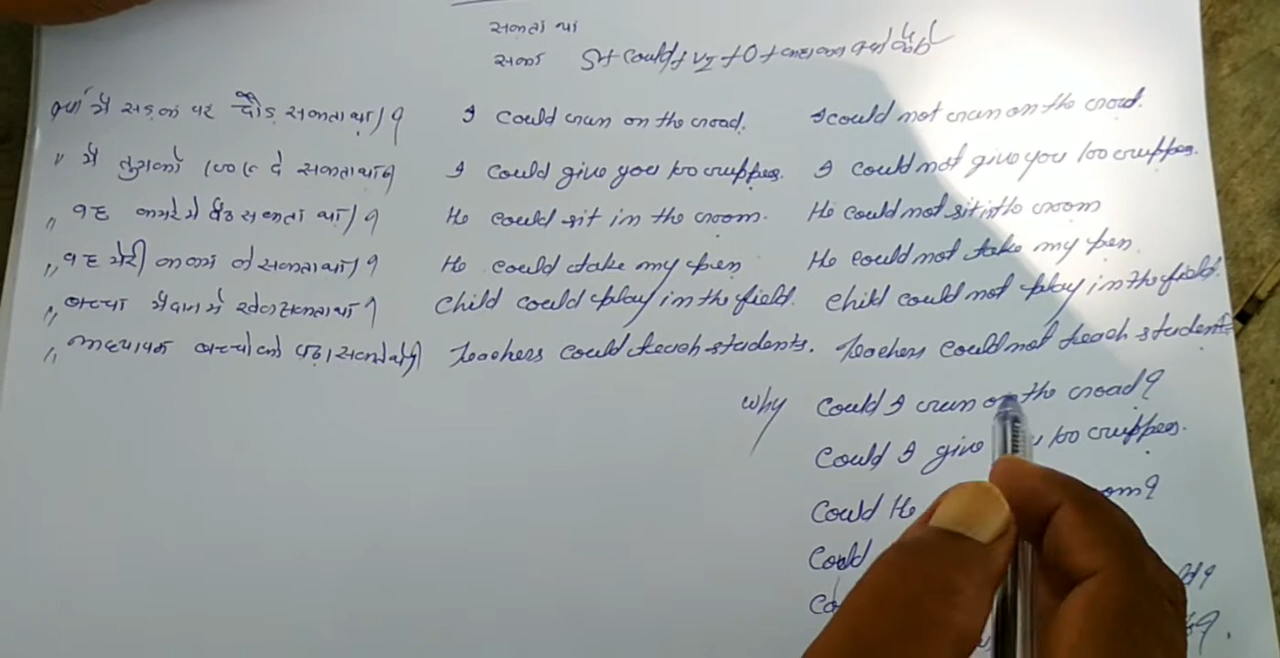 सकता था
सका S+ Could + V1 + O +
क्या मैं सड़क पर दौड़ सकता था/? I could run on the road. I could not run on the road.
" मैं तुमको 100/- दे सकता था/? I could give you 100 ruppes. I could not give you 100 ruppes.
" वह कमरे में बैठ सकता था/? He could sit in the room. He could not sit in the room
" वह मेरी कलम ले सकता था/? He could take my pen He could not take my pen.
" बच्चा मैदान में खेल सकता था? Child could play in the field. Child could not play in the field.
" अध्यापक बच्चों को पढ़ा सकते थे/? Teachers could teach students. Teachers could not teach students
Why Could I run on the road?
Could I give 100 ruppes.
Could He
Could